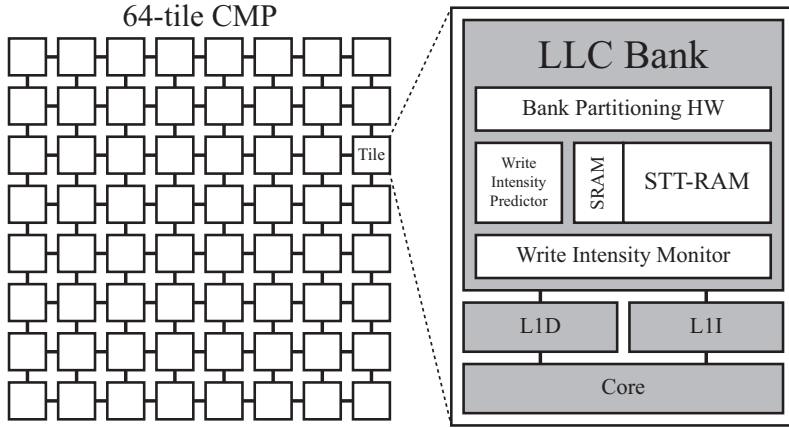 64-tile CMP
Tile
LLC Bank
Bank Partitioning HW
Write
Intensity
Predictor
SRAM
STT-RAM
Write Intensity Monitor
L1D
L1I
Core